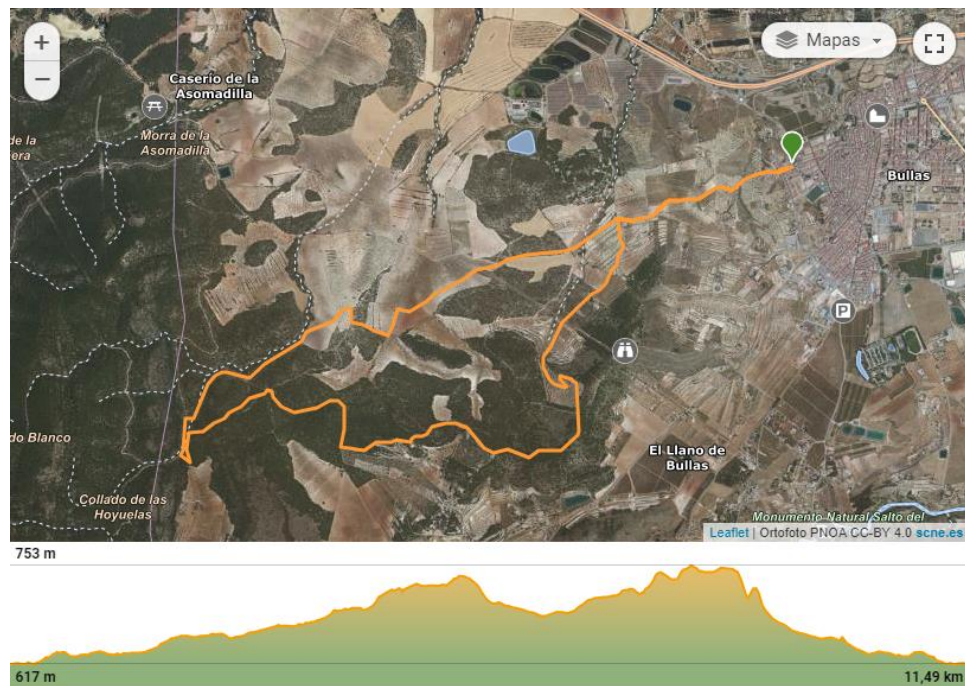 +
−
Mapas
Caserío de la
Asomadilla
Morra de la
Asomadilla
de la
era
Bullas
P
El Llano de
Bullas
do Blanco
Collado de las
Hoyuelas
Monumento Natural Salto del
Leaflet | Ortofoto PNOA CC-BY 4.0 scne.es
753 m
617 m
11,49 km